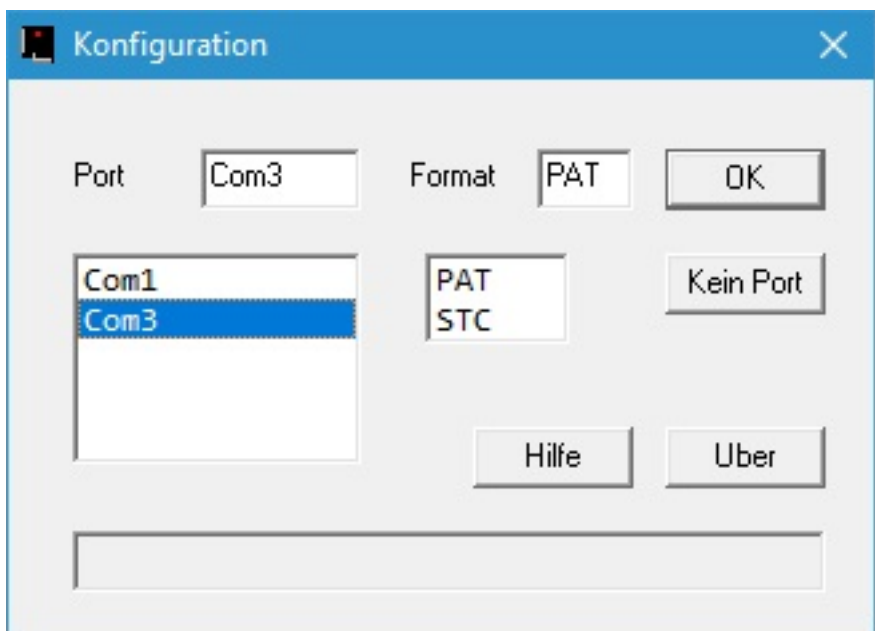 Konfiguration
Port Com3 Format PAT OK
Com1 PAT Kein Port
Com3 STC
Hilfe Uber